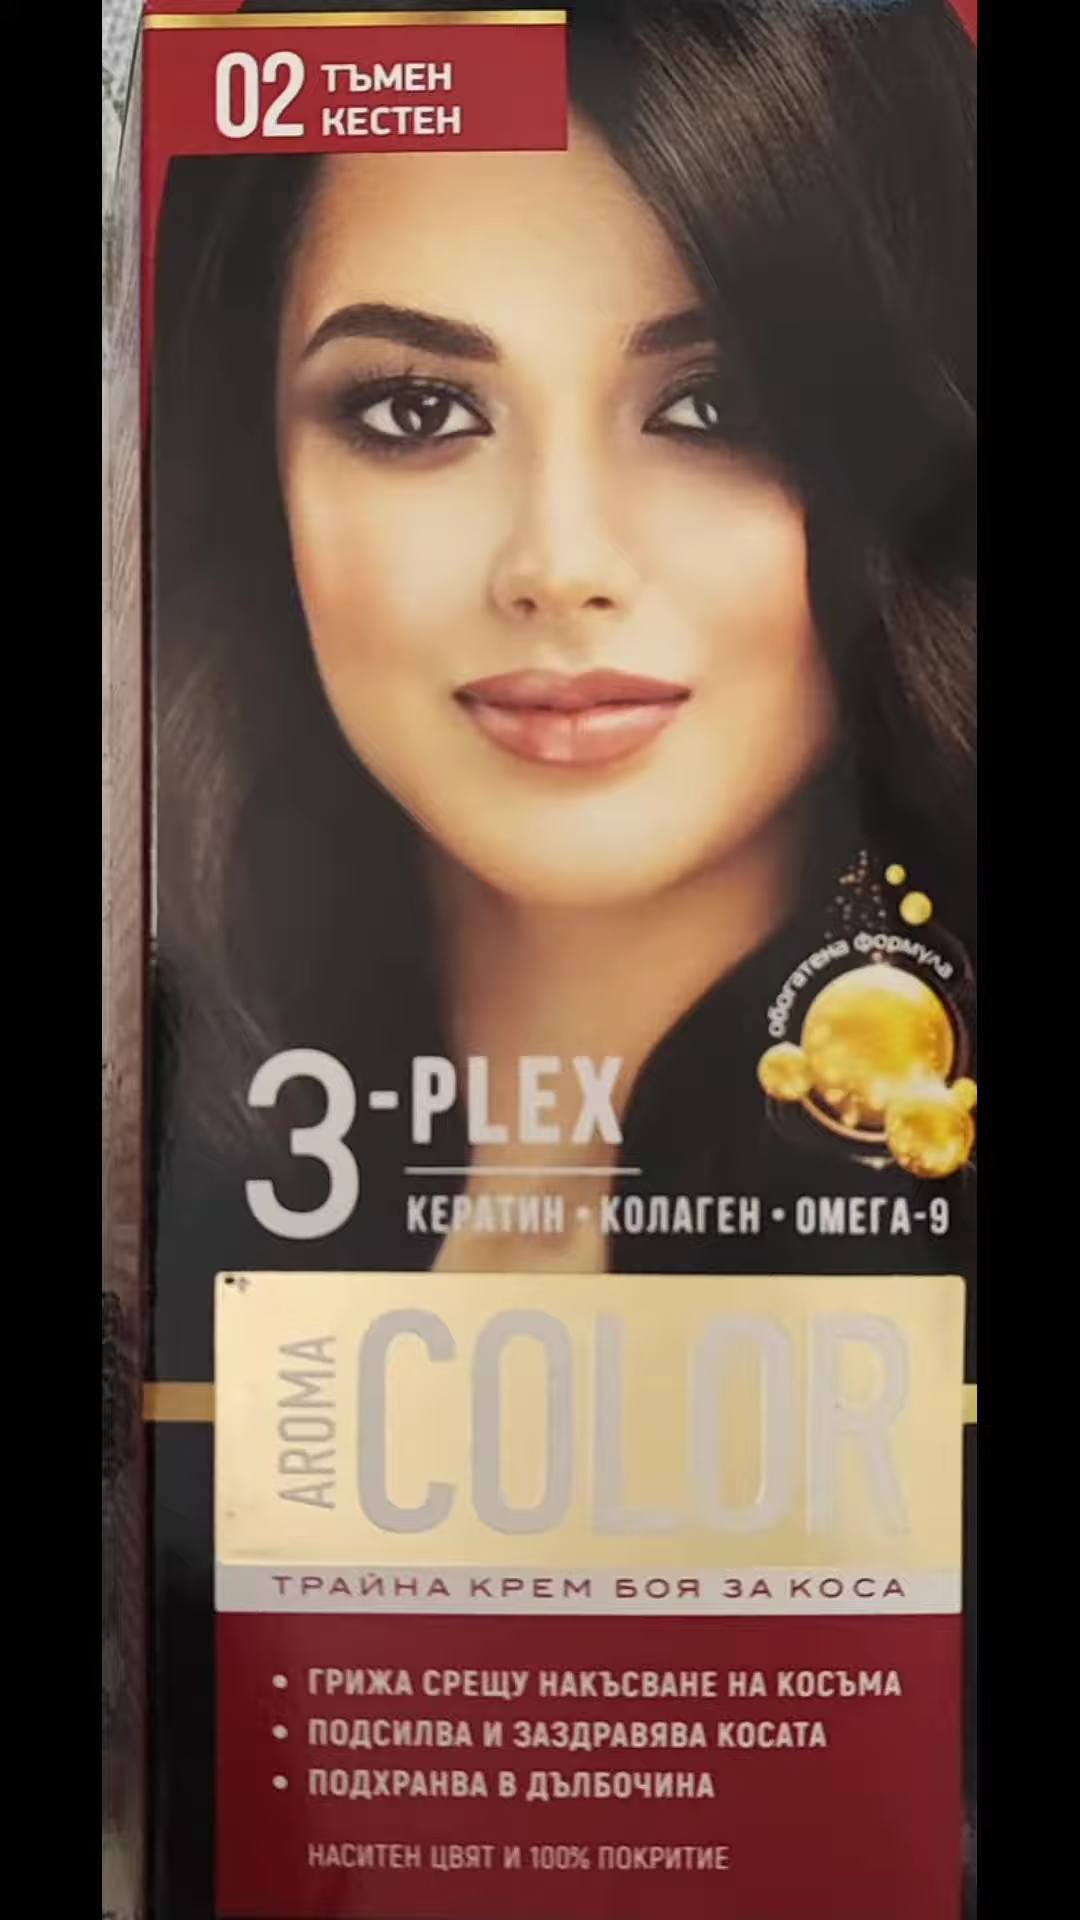 02 ТЪМЕН
КЕСТЕН
обогатена формула
3-PLEX
КЕРАТИН • КОЛАГЕН • ОМЕГА-9
AROMA
COLOR
ТРАЙНА КРЕМ БОЯ ЗА КОСА
• ГРИЖА СРЕЩУ НАКЪСВАНЕ НА КОСЪМА
• ПОДСИЛВА И ЗАЗДРАВЯВА КОСАТА
• ПОДХРАНВА В ДЪЛБОЧИНА
НАСИТЕН ЦВЯТ И 100% ПОКРИТИЕ